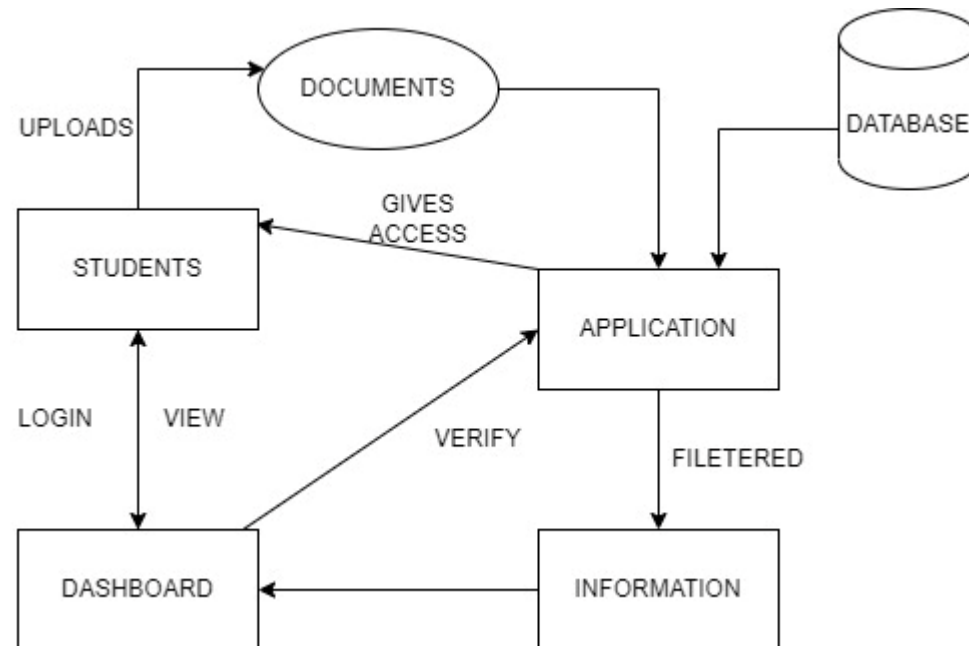 DOCUMENTS
DATABASE
UPLOADS
GIVES
ACCESS
STUDENTS
APPLICATION
LOGIN
VIEW
VERIFY
FILETERED
DASHBOARD
INFORMATION